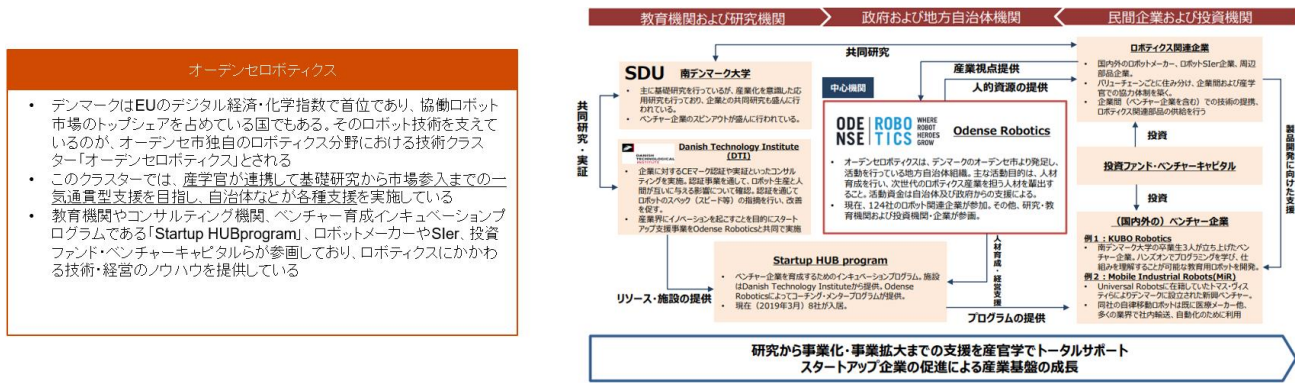 オーデンセロボティクス
• デンマークはEUのデジタル経済・化学指数で首位であり、協働ロボット
市場のトップシェアを占めている国でもある。そのロボット技術を支えて
いるのが、オーデンセ市独自のロボティクス分野における技術クラ
スター「オーデンセロボティクス」とされる
• このクラスターでは、産学官が連携して基礎研究から市場参入までの一
気通貫型支援を目指し、自治体などが各種支援を実施している
• 教育機関やコンサルティング機関、ベンチャー育成インキュベーションプ
ログラムである「Startup HUBprogram」、ロボットメーカーやSIer、投資
ファンド・ベンチャーキャピタルらが参画しており、ロボティクスにかかわ
る技術・経営のノウハウを提供している
教育機関および研究機関
政府および地方自治体機関
民間企業および投資機関
共同研究
SDU 南デンマーク大学
• 主に基礎研究を行っているが、産業化を意識した応
用研究も行っており、企業との共同研究も盛んに行
われている。
• ベンチャー企業のスピンアウトが盛んに行われている。
共同研究・実証
DANISH
TECHNOLOGICAL
INSTITUTE
Danish Technology Institute
(DTI)
• 企業に対するCEマーク認証や実証といったコンサル
ティングを実施。認証事業を通して、ロボット生産と人
間が互いに与える影響について確認。認証を通じて
ロボットのスペック（スピード等）の指摘を行い、改善
を促す。
• 産業界にイノベーションを起こすことを目的にスタート
アップ支援事業をOdense Roboticsと共同で実施
産業視点提供
人的資源の提供
中心機関
ODE
NSE
ROBO
TICS
WHERE
ROBOT
HEROES
GROW
Odense Robotics
• オーデンセロボティクスは、デンマークのオーデンセ市より発足し、
活動を行っている地方自治体組織。主な活動目的は、人材
育成を行い、次世代のロボティクス産業を担う人材を輩出す
ること。活動資金は自治体及び政府からの支援による。
• 現在、124社のロボット関連企業が参加。その他、研究・教
育機関および投資機関・企業が参画。
ロボティクス関連企業
• 国内外のロボットメーカー、ロボットSIer企業、周辺
部品企業。
• バリューチェーンごとに住み分け、企業間および産学
官での協力体制を築く。
• 企業間（ベンチャー企業を含む）での技術の提携、
ロボティクス関連部品の供給を行う
投資
投資ファンド・ベンチャーキャピタル
投資
製品開発に向けた支援
（国内外の）ベンチャー企業
例1：KUBO Robotics
• 南デンマーク大学の卒業生3人が立ち上げたベン
チャー企業。ハンズオンでプログラミングを学び、仕
組みを理解することが可能な教育用ロボットを開発。
例2：Mobile Industrial Robots(MiR)
• Universal Robotsに在籍していたトマス・ヴィス
ティらによりデンマークに設立された新興ベンチャー。
• 同社の自律移動ロボットは既に医療メーカー他、
多くの業界で社内輸送、自動化のために利用
人材育成・経営支援
Startup HUB program
• ベンチャー企業を育成するためのインキュベーションプログラム。施設
はDanish Technology Instituteから提供。Odense
Roboticsによってコーチング・メンタープログラムが提供。
• 現在（2019年3月）8社が入居。
リソース・施設の提供
プログラムの提供
研究から事業化・事業拡大までの支援を産官学でトータルサポート
スタートアップ企業の促進による産業基盤の成長